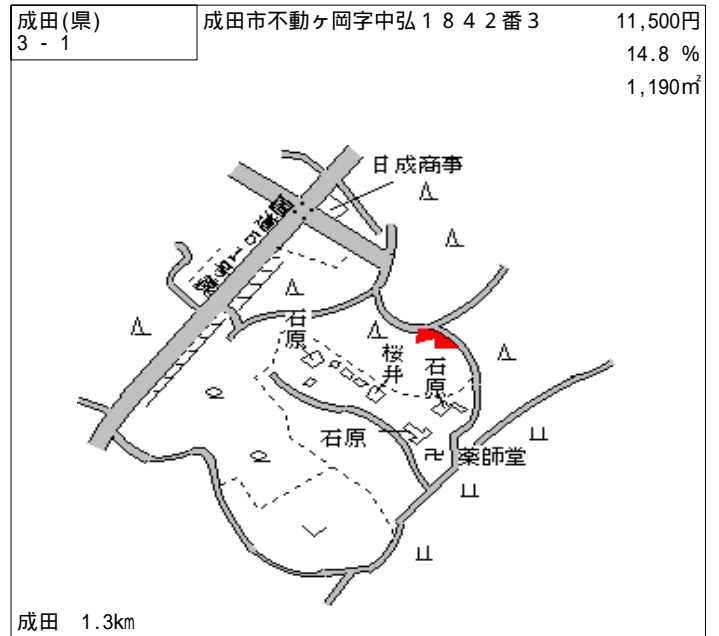 成田(県)
3 - 1
成田市不動ヶ岡字中弘１８４２番３
11,500円
14.8 %
1,190㎡
日成商事
石原
桜井
石原
石原
卍 薬師堂
成田 1.3km